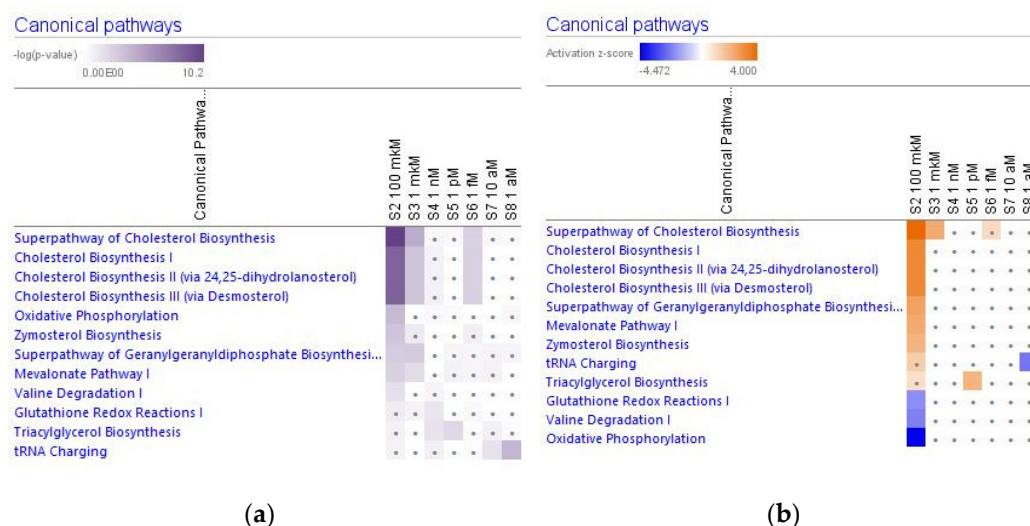 Canonical pathways
-log(p-value)
0.00E00 10.2
Canonical Pathwa...
S2 100 mkM
S3 1 mkM
S4 1 nM
S5 1 pM
S6 1 fM
S7 10 aM
S8 1 aM
Superpathway of Cholesterol Biosynthesis
Cholesterol Biosynthesis I
Cholesterol Biosynthesis II (via 24,25-dihydrolanosterol)
Cholesterol Biosynthesis III (via Desmosterol)
Oxidative Phosphorylation
Zymosterol Biosynthesis
Superpathway of Geranylgeranyldiphosphate Biosynthesi...
Mevalonate Pathway I
Valine Degradation I
Glutathione Redox Reactions I
Triacylglycerol Biosynthesis
tRNA Charging
(a)
Canonical pathways
Activation z-score
-4.472 4.000
Canonical Pathwa...
S2 100 mkM
S3 1 mkM
S4 1 nM
S5 1 pM
S6 1 fM
S7 10 aM
S8 1 aM
Superpathway of Cholesterol Biosynthesis
Cholesterol Biosynthesis I
Cholesterol Biosynthesis II (via 24,25-dihydrolanosterol)
Cholesterol Biosynthesis III (via Desmosterol)
Superpathway of Geranylgeranyldiphosphate Biosynthesi...
Mevalonate Pathway I
Zymosterol Biosynthesis
tRNA Charging
Triacylglycerol Biosynthesis
Glutathione Redox Reactions I
Valine Degradation I
Oxidative Phosphorylation
(b)